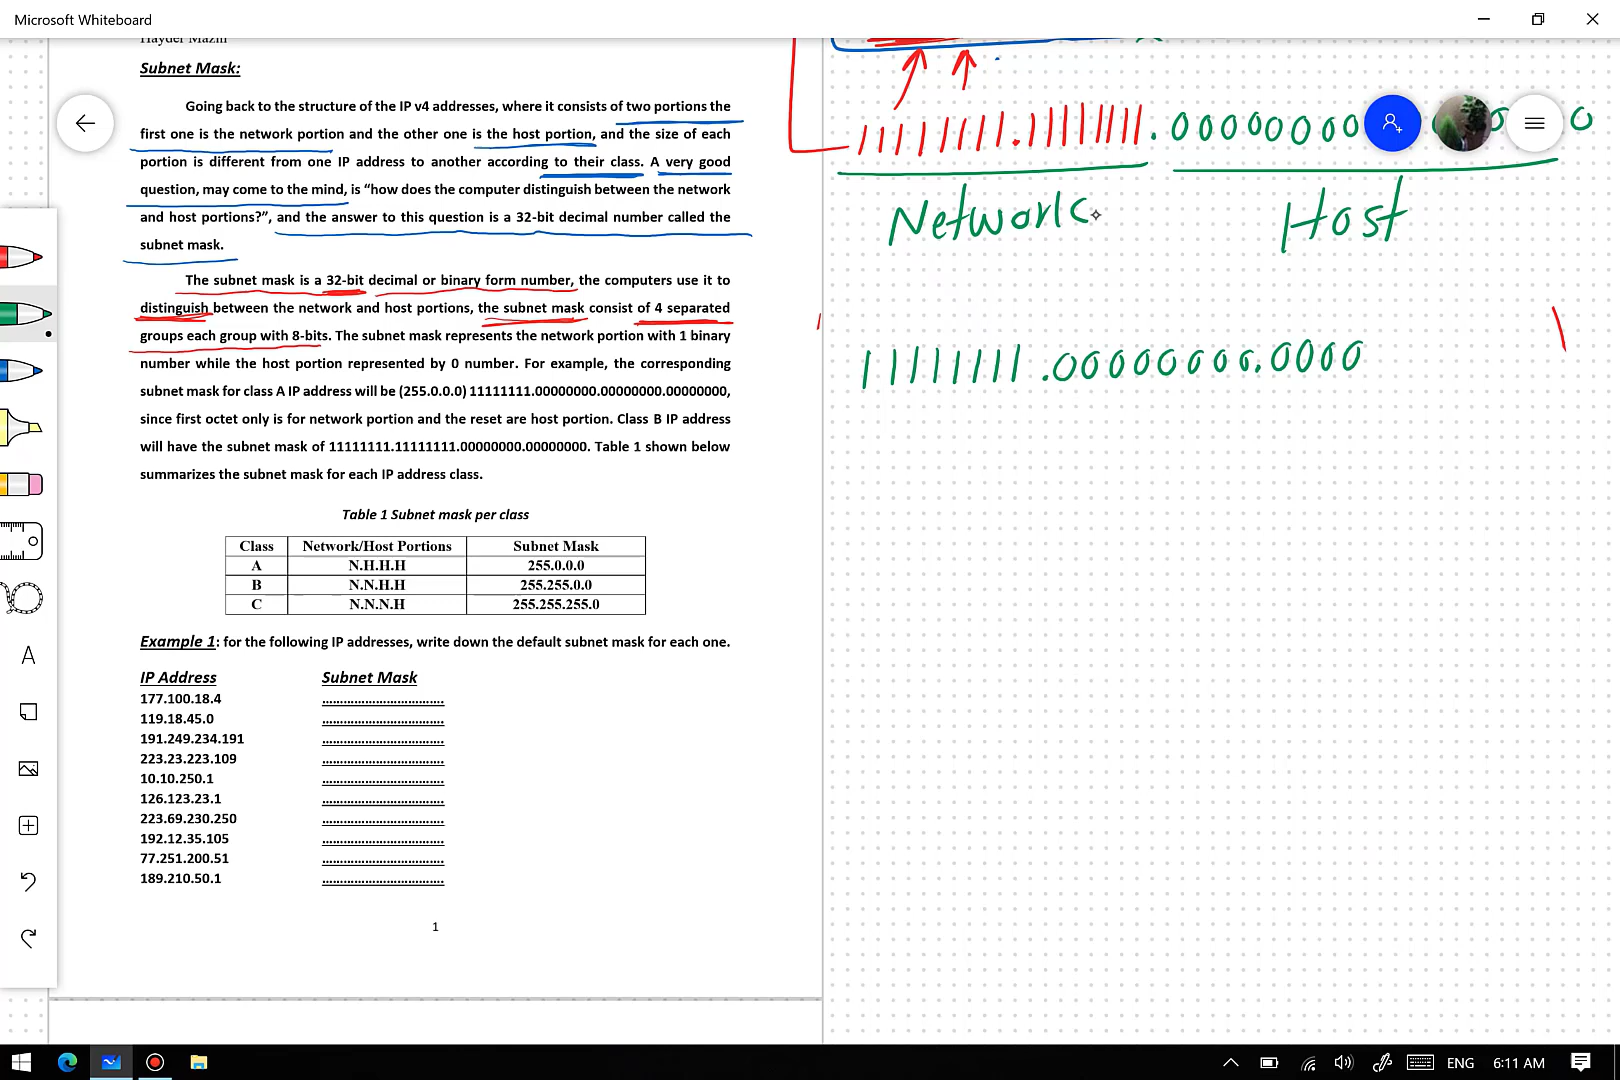 Microsoft Whiteboard
Hayder Mazin
Subnet Mask:
Going back to the structure of the IP v4 addresses, where it consists of two portions the
first one is the network portion and the other one is the host portion, and the size of each
portion is different from one IP address to another according to their class. A very good
question, may come to the mind, is “how does the computer distinguish between the network
and host portions?”, and the answer to this question is a 32-bit decimal number called the
subnet mask.
The subnet mask is a 32-bit decimal or binary form number, the computers use it to
distinguish between the network and host portions, the subnet mask consist of 4 separated
groups each group with 8-bits. The subnet mask represents the network portion with 1 binary
number while the host portion represented by 0 number. For example, the corresponding
subnet mask for class A IP address will be (255.0.0.0) 11111111.00000000.00000000.00000000,
since first octet only is for network portion and the reset are host portion. Class B IP address
will have the subnet mask of 11111111.11111111.00000000.00000000. Table 1 shown below
summarizes the subnet mask for each IP address class.
Table 1 Subnet mask per class
Class Network/Host Portions Subnet Mask
A N.H.H.H 255.0.0.0
B N.N.H.H 255.255.0.0
C N.N.N.H 255.255.255.0
Example 1: for the following IP addresses, write down the default subnet mask for each one.
IP Address Subnet Mask
177.100.18.4 ..................................
119.18.45.0 ..................................
191.249.234.191 ..................................
223.23.223.109 ..................................
10.10.250.1 ..................................
126.123.23.1 ..................................
223.69.230.250 ..................................
192.12.35.105 ..................................
77.251.200.51 ..................................
189.210.50.1 ..................................
1
11111111.11111111.00000000
Network Host
11111111.00000000.0000
A
ENG 6:11 AM